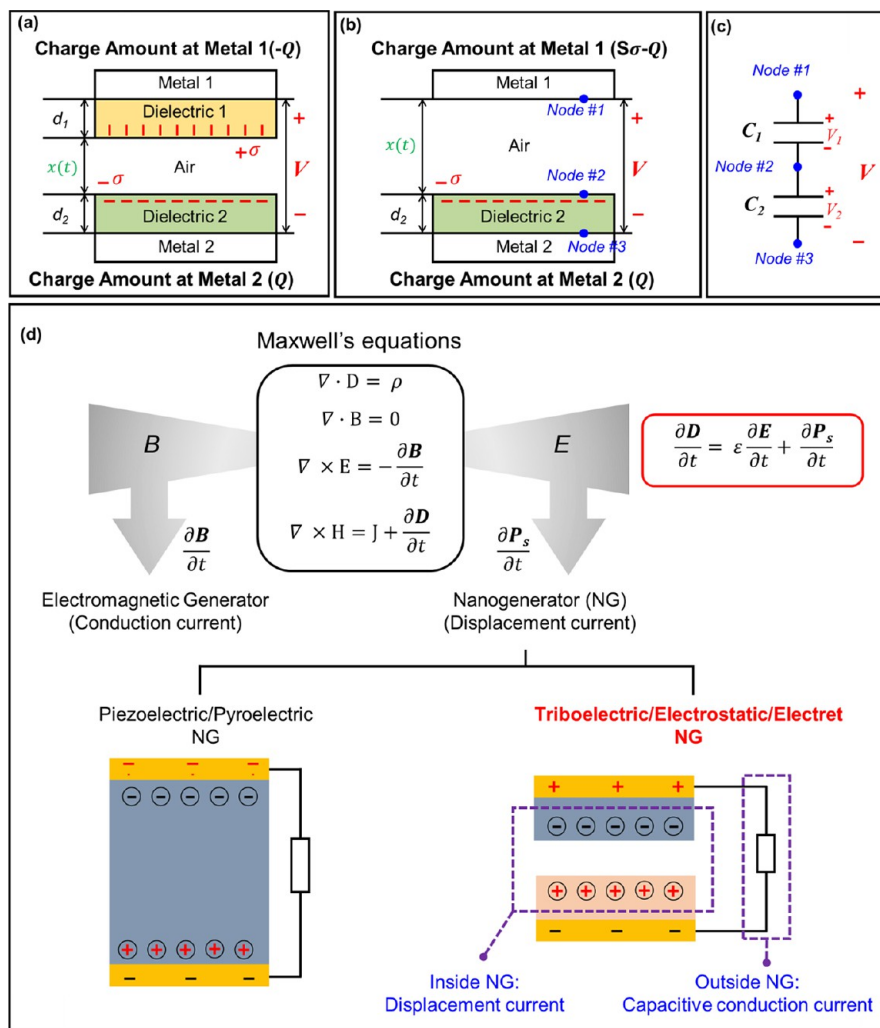 (a)
Charge Amount at Metal 1(-Q)
Metal 1
Dielectric 1
d₁
+σ
+
x(t)
Air
V
−σ
d₂
Dielectric 2
−
Metal 2
Charge Amount at Metal 2 (Q)
(b)
Charge Amount at Metal 1 (Sσ-Q)
Metal 1
Node #1
+
x(t)
Air
V
−σ
Node #2
d₂
Dielectric 2
−
Metal 2
Node #3
Charge Amount at Metal 2 (Q)
(c)
Node #1
+
C₁
+
V₁
−
Node #2
V
C₂
+
V₂
−
Node #3
−
(d)
Maxwell's equations
∇ · D = ρ
∇ · B = 0
∇ × E = −∂B/∂t
∇ × H = J + ∂D/∂t
B
E
∂D/∂t = ε ∂E/∂t + ∂Pₛ/∂t
∂B/∂t
∂Pₛ/∂t
Electromagnetic Generator
(Conduction current)
Nanogenerator (NG)
(Displacement current)
Piezoelectric/Pyroelectric
NG
Triboelectric/Electrostatic/Electret
NG
− − −
− − − − −
+ + + + +
− − −
+ + +
− − − − −
+ + + + +
− − −
Inside NG:
Displacement current
Outside NG:
Capacitive conduction current